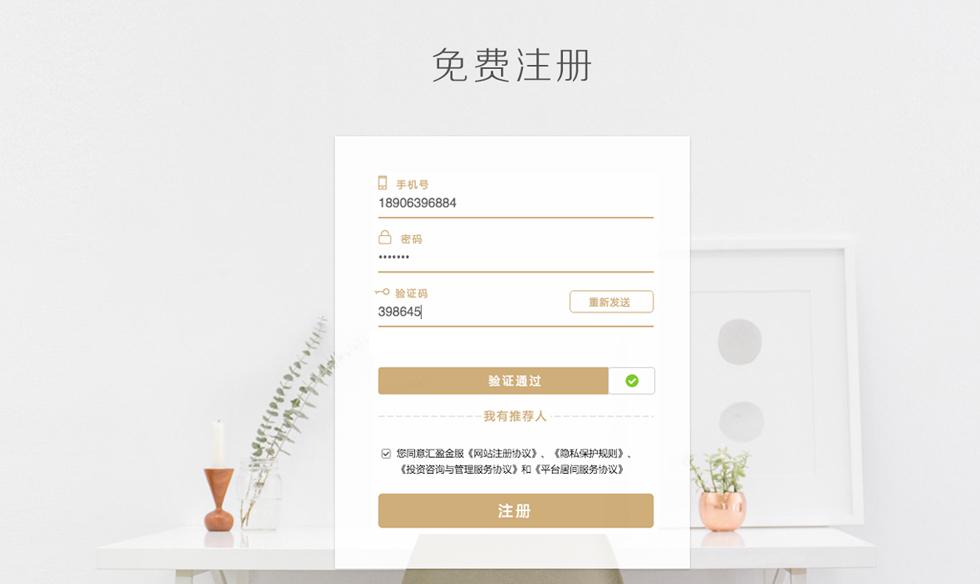 免费注册
手机号
18906396884
密码
•••••••
验证码
重新发送
398645
验证通过
我有推荐人
您同意汇盈金服《网站注册协议》、《隐私保护规则》、
《投资咨询与管理服务协议》和《平台居间服务协议》
注册